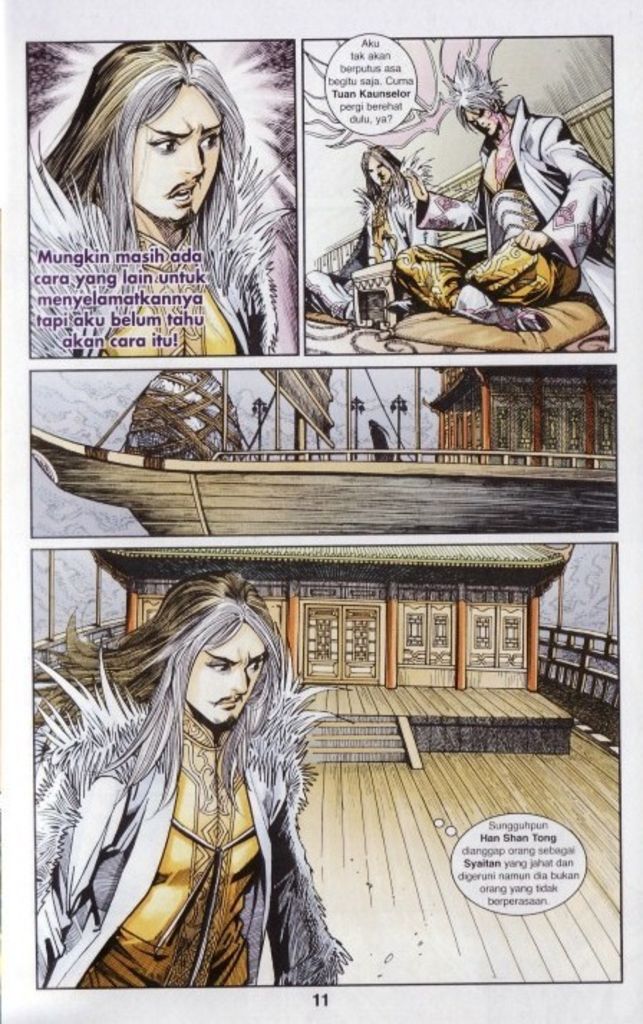 Mungkin masih ada
cara yang lain untuk
menyelamatkannya
tapi aku belum tahu
akan cara itu!
Aku
tak akan
berputus asa
begitu saja. Cuma
Tuan Kaunselor
pergi berehat
dulu, ya?
Sungguhpun
Han Shan Tong
dianggap orang sebagai
Syaitan yang jahat dan
digeruni namun dia bukan
orang yang tidak
berperasaan.
11